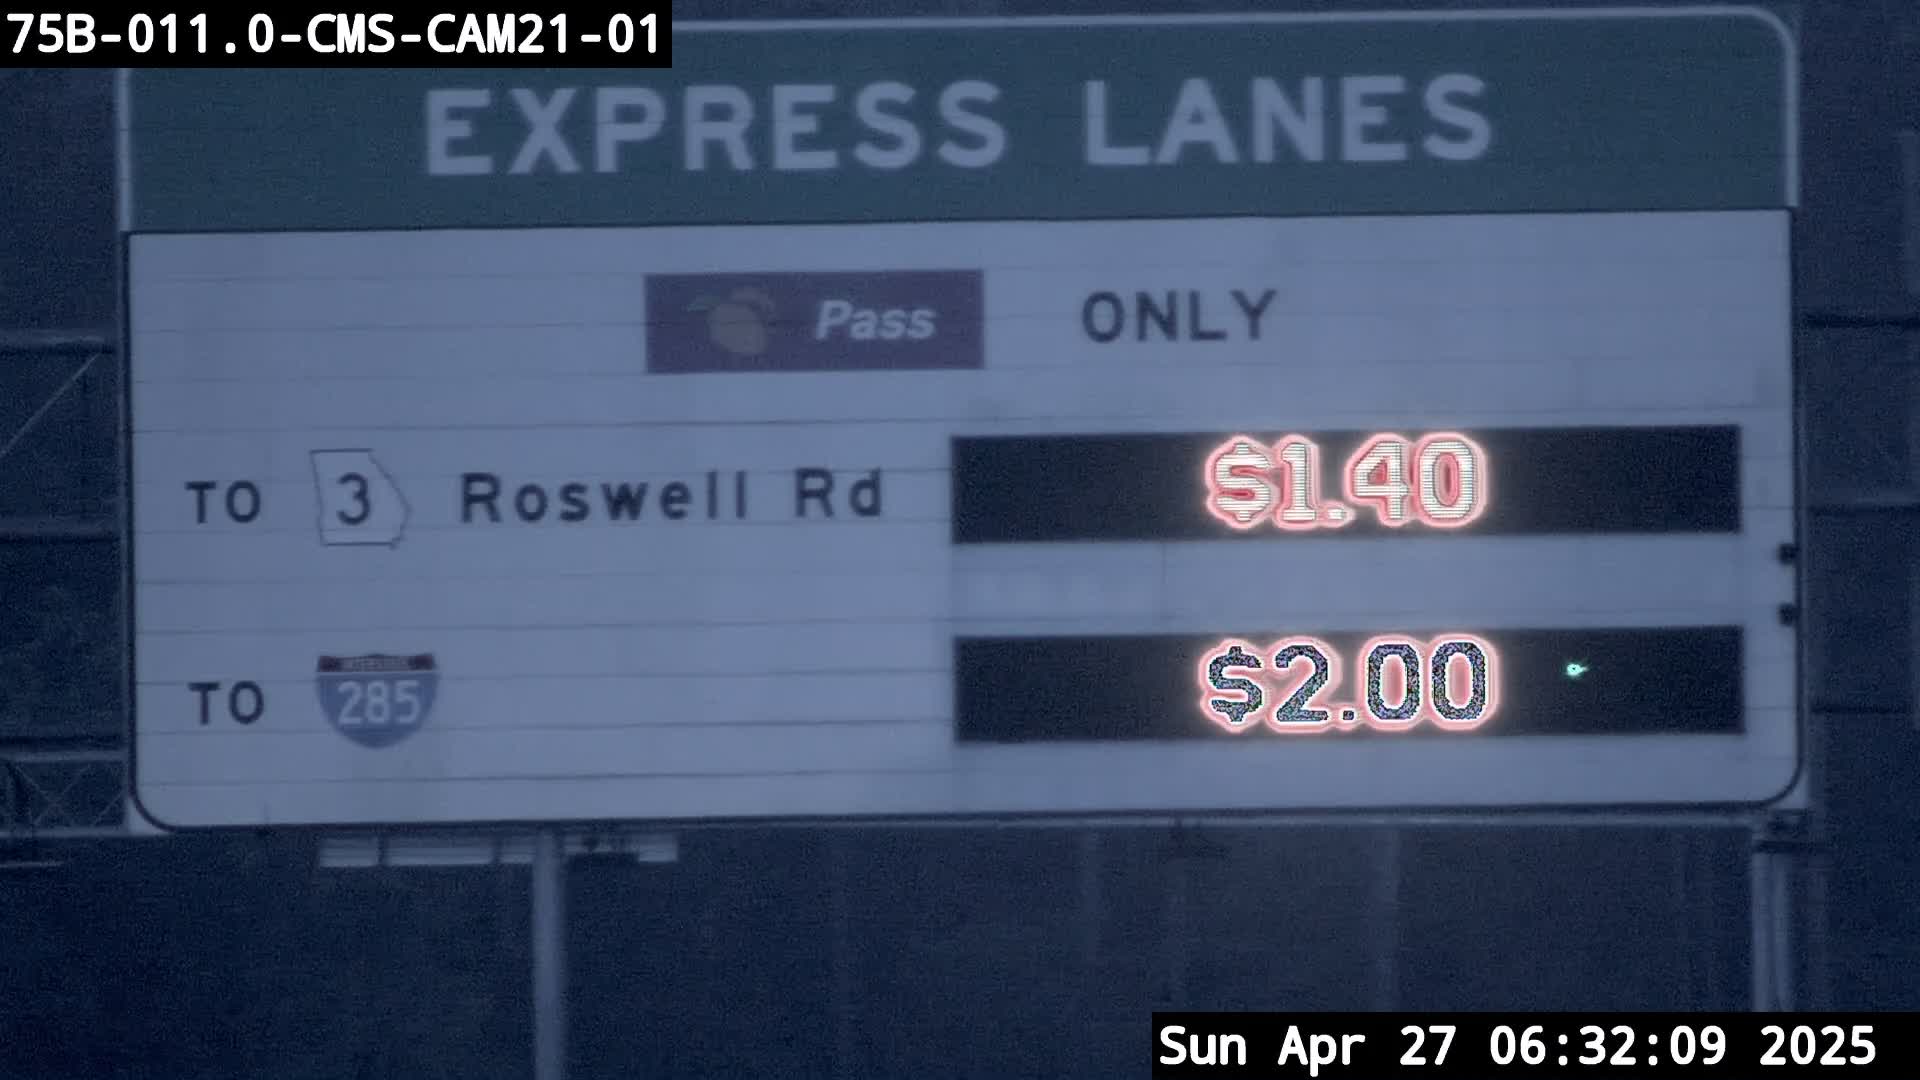 75B-011.0-CMS-CAM21-01
EXPRESS LANES
Pass ONLY
TO 3 Roswell Rd $1.40
INTERSTATE
TO 285 $2.00
Sun Apr 27 06:32:09 2025